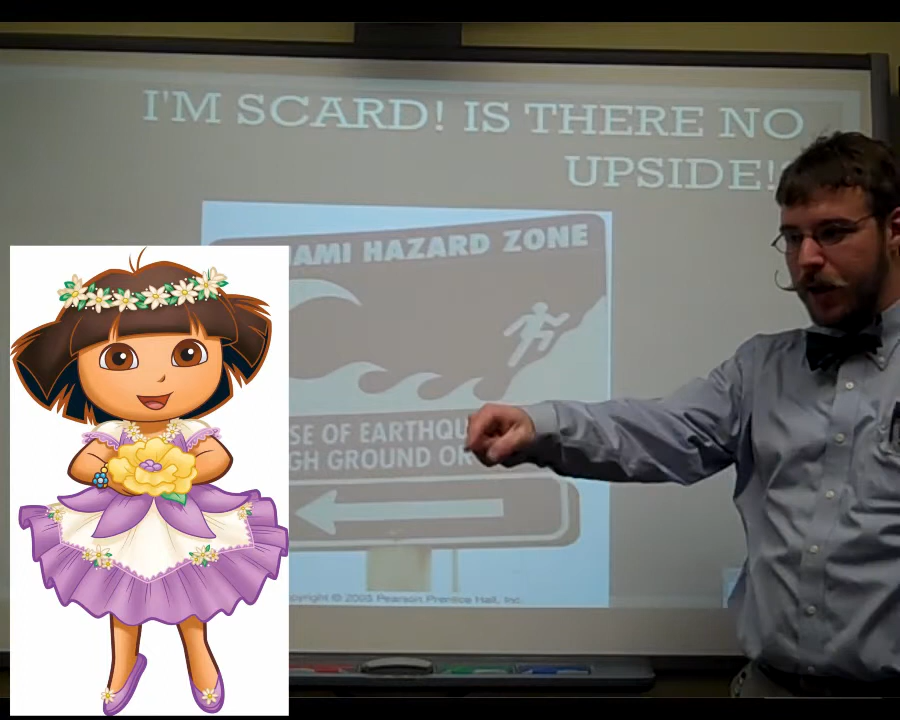 I'M SCARD! IS THERE NO
UPSIDE!
AMI HAZARD ZONE
SE OF EARTHQU
GH GROUND OR
pyright © 2005 Pearson Prentice Hall, Inc.